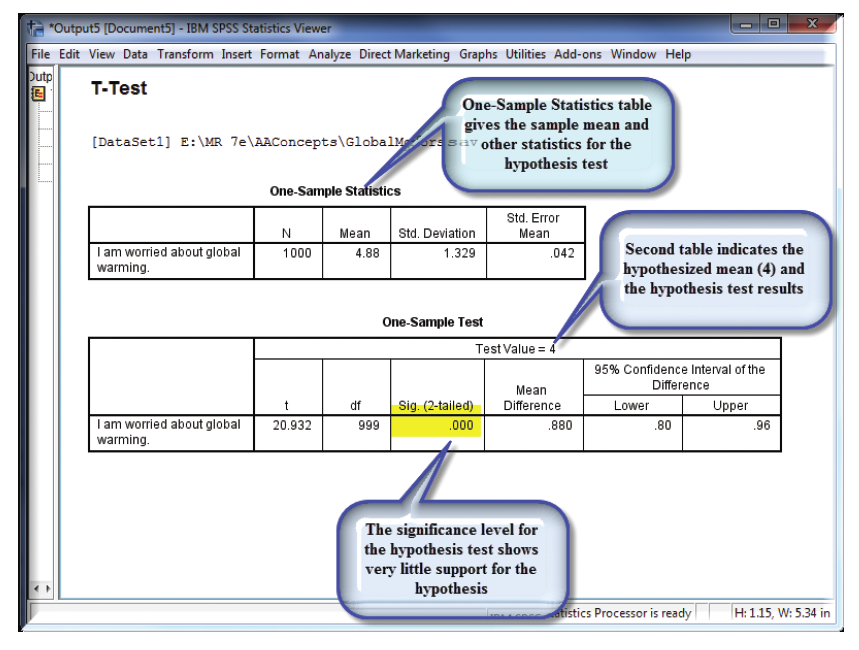 *Output5 [Document5] - IBM SPSS Statistics Viewer
File Edit View Data Transform Insert Format Analyze Direct Marketing Graphs Utilities Add-ons Window Help
Outp
T-Test
One-Sample Statistics table
gives the sample mean and
other statistics for the
hypothesis test
[DataSet1] E:\MR 7e\AAConcepts\GlobalMotors.sav
One-Sample Statistics
N Mean Std. Deviation Std. Error
Mean
I am worried about global
warming. 1000 4.88 1.329 .042
Second table indicates the
hypothesized mean (4) and
the hypothesis test results
One-Sample Test
Test Value = 4
t df Sig. (2-tailed) Mean
Difference 95% Confidence Interval of the
Difference
Lower Upper
I am worried about global
warming. 20.932 999 .000 .880 .80 .96
The significance level for
the hypothesis test shows
very little support for the
hypothesis
Statistics Processor is ready H: 1.15, W: 5.34 in